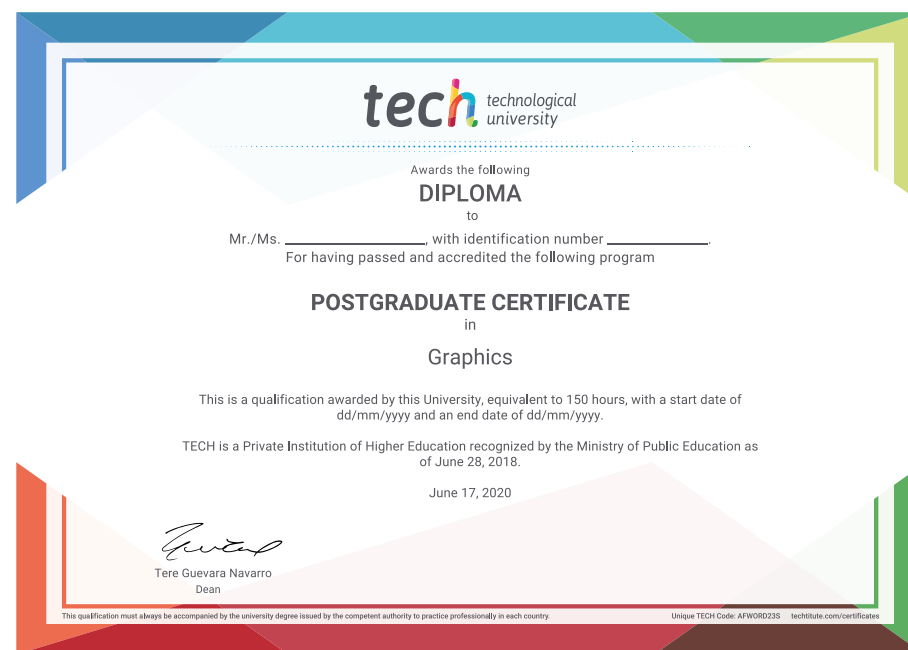 tech technological
university
Awards the following
DIPLOMA
to
Mr./Ms. ____________________, with identification number ______________.
For having passed and accredited the following program
POSTGRADUATE CERTIFICATE
in
Graphics
This is a qualification awarded by this University, equivalent to 150 hours, with a start date of
dd/mm/yyyy and an end date of dd/mm/yyyy.
TECH is a Private Institution of Higher Education recognized by the Ministry of Public Education as
of June 28, 2018.
June 17, 2020
Tere Guevara Navarro
Dean
This qualification must always be accompanied by the university degree issued by the competent authority to practice professionally in each country.
Unique TECH Code: AFWORD23S techtitute.com/certificates